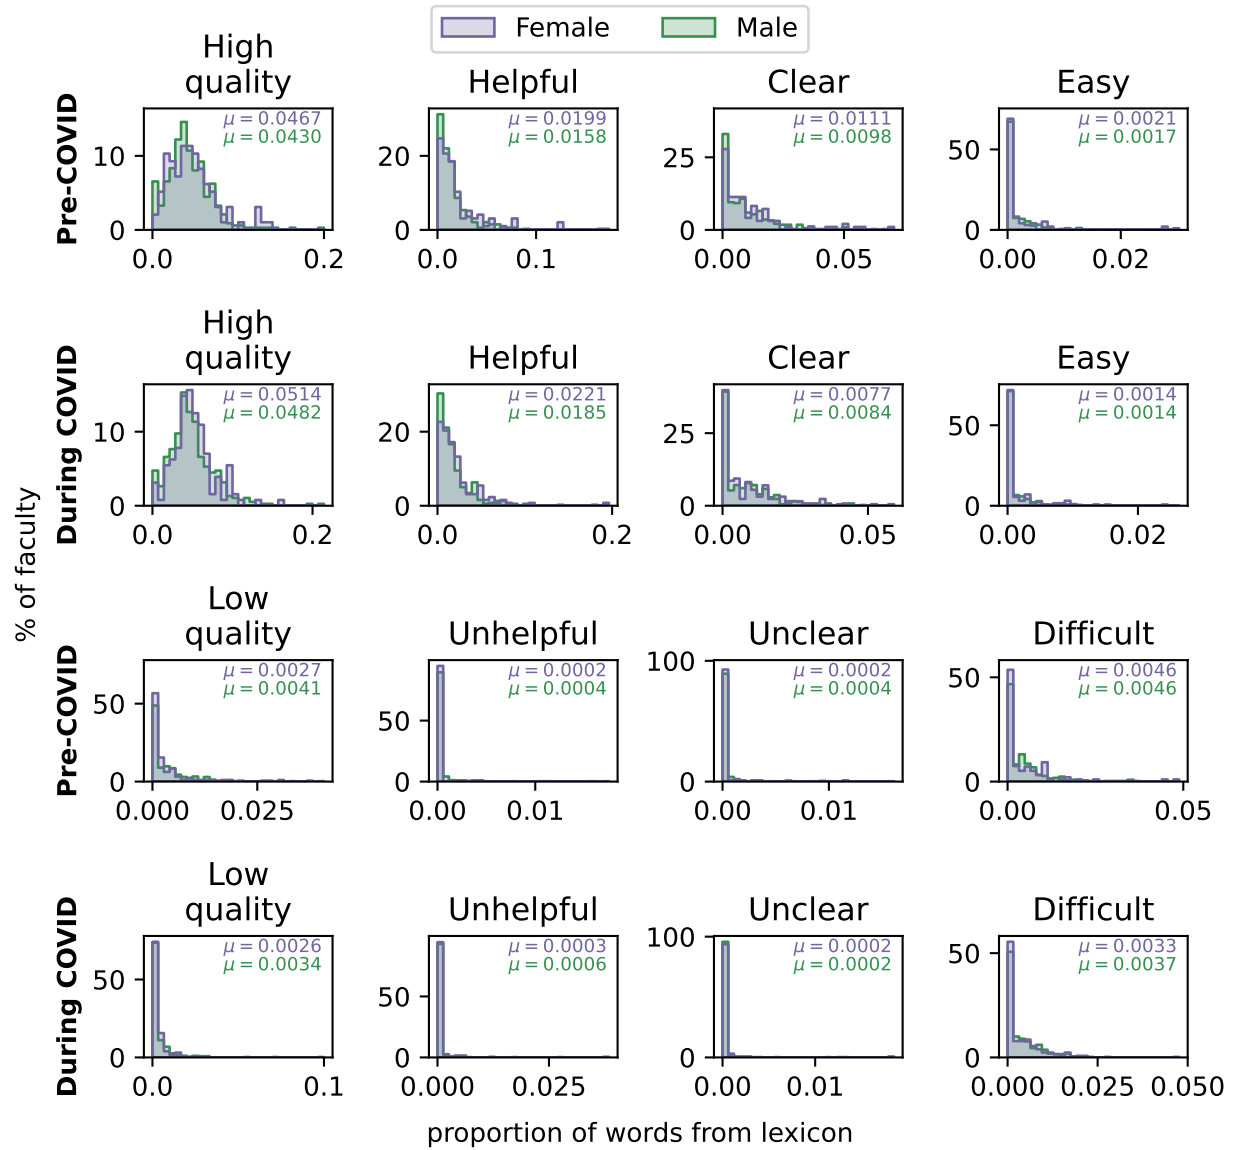 Female Male
High
quality
Helpful Clear Easy
Pre-COVID
μ = 0.0467 μ = 0.0199 μ = 0.0111 μ = 0.0021
μ = 0.0430 μ = 0.0158 μ = 0.0098 μ = 0.0017
10 20 25 50
0 0 0 0
0.0 0.2 0.0 0.1 0.00 0.05 0.00 0.02
High
quality
Helpful Clear Easy
During COVID
μ = 0.0514 μ = 0.0221 μ = 0.0077 μ = 0.0014
μ = 0.0482 μ = 0.0185 μ = 0.0084 μ = 0.0014
10 20 25 50
0 0 0 0
0.0 0.2 0.0 0.2 0.00 0.05 0.00 0.02
% of faculty
Low
quality
Unhelpful Unclear Difficult
Pre-COVID
μ = 0.0027 μ = 0.0002 μ = 0.0002 μ = 0.0046
μ = 0.0041 μ = 0.0004 μ = 0.0004 μ = 0.0046
50 50 100 50
0 0 0 0
0.000 0.025 0.00 0.01 0.00 0.01 0.00 0.05
Low
quality
Unhelpful Unclear Difficult
During COVID
μ = 0.0026 μ = 0.0003 μ = 0.0002 μ = 0.0033
μ = 0.0034 μ = 0.0006 μ = 0.0002 μ = 0.0037
50 50 100 50
0 0 0 0
0.0 0.1 0.000 0.025 0.00 0.01 0.000 0.025 0.050
proportion of words from lexicon